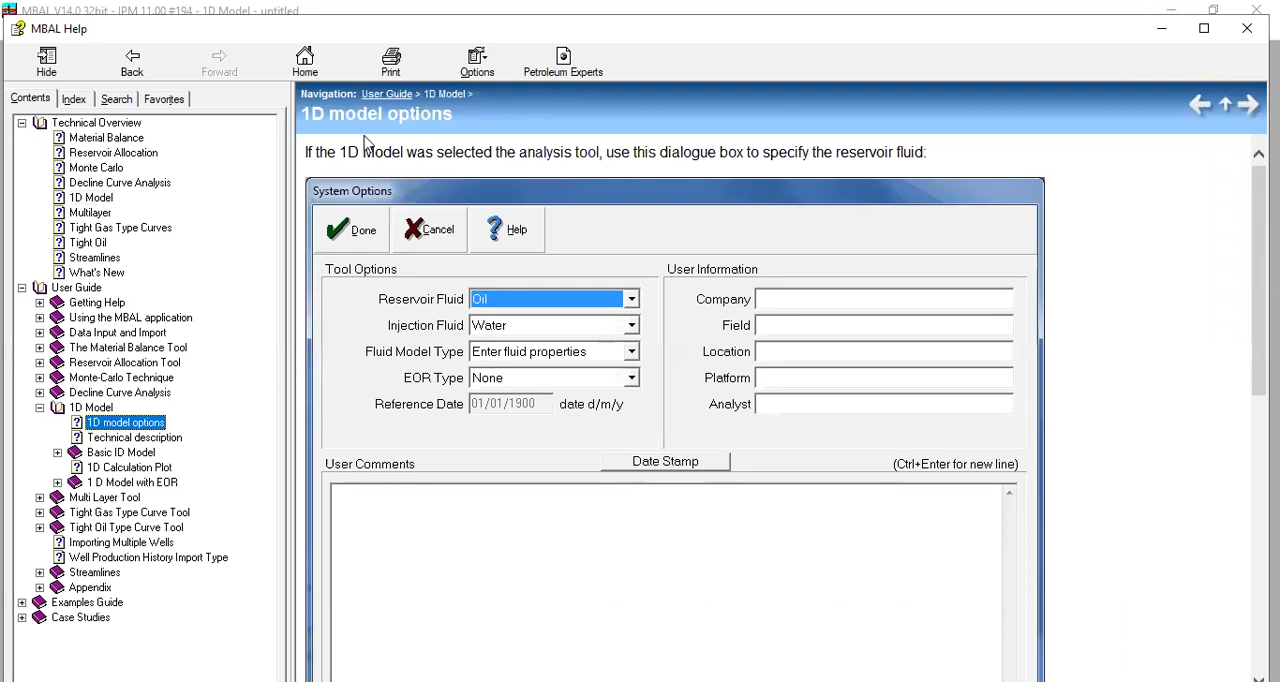 MBAL V14.0 32bit - IPM 11.00 #194 - 1D Model - untitled
MBAL Help
Hide
Back
Forward
Home
Print
Options
Petroleum Experts
Contents
Index
Search
Favorites
Technical Overview
Material Balance
Reservoir Allocation
Monte Carlo
Decline Curve Analysis
1D Model
Multilayer
Tight Gas Type Curves
Tight Oil
Streamlines
What's New
User Guide
Getting Help
Using the MBAL application
Data Input and Import
The Material Balance Tool
Reservoir Allocation Tool
Monte-Carlo Technique
Decline Curve Analysis
1D Model
1D model options
Technical description
Basic ID Model
1D Calculation Plot
1 D Model with EOR
Multi Layer Tool
Tight Gas Type Curve Tool
Tight Oil Type Curve Tool
Importing Multiple Wells
Well Production History Import Type
Streamlines
Appendix
Examples Guide
Case Studies
Navigation: User Guide > 1D Model >
1D model options
If the 1D Model was selected the analysis tool, use this dialogue box to specify the reservoir fluid:
System Options
Done
Cancel
Help
Tool Options
Reservoir Fluid Oil
Injection Fluid Water
Fluid Model Type Enter fluid properties
EOR Type None
Reference Date 01/01/1900 date d/m/y
User Information
Company
Field
Location
Platform
Analyst
User Comments
Date Stamp
(Ctrl+Enter for new line)